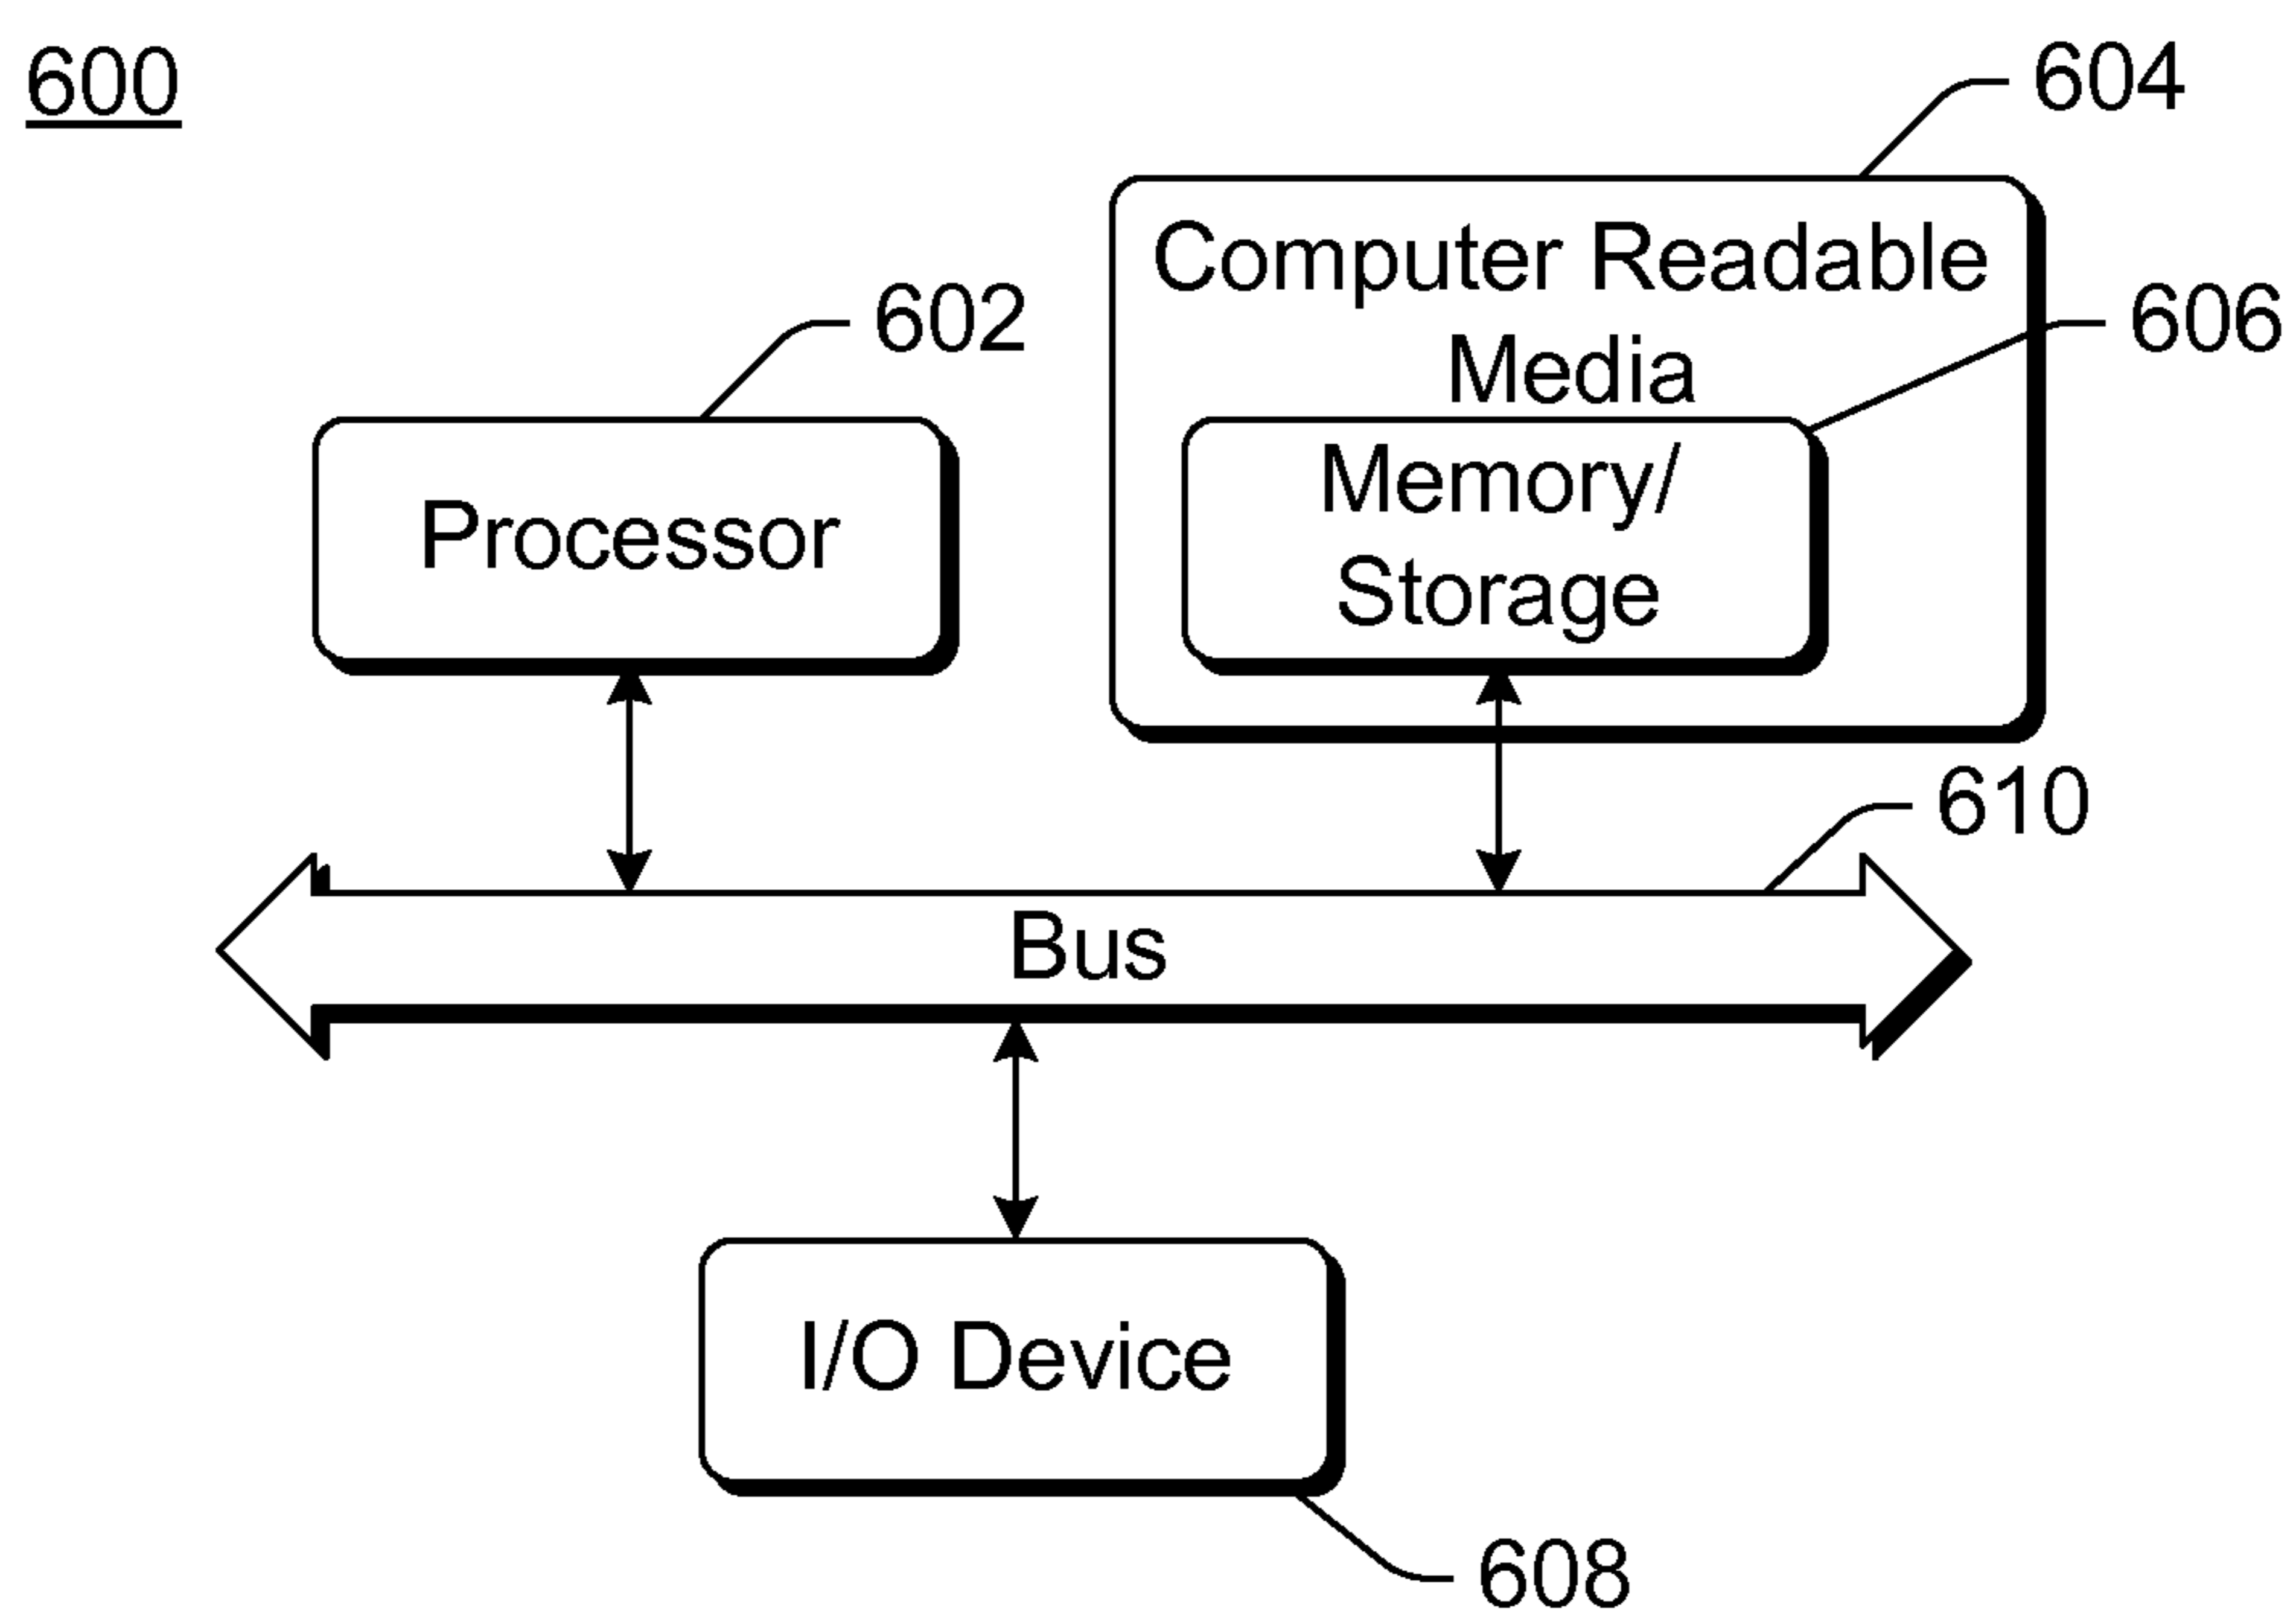 600
604
Computer Readable
Media
606
602
Processor
Memory/
Storage
610
Bus
I/O Device
608